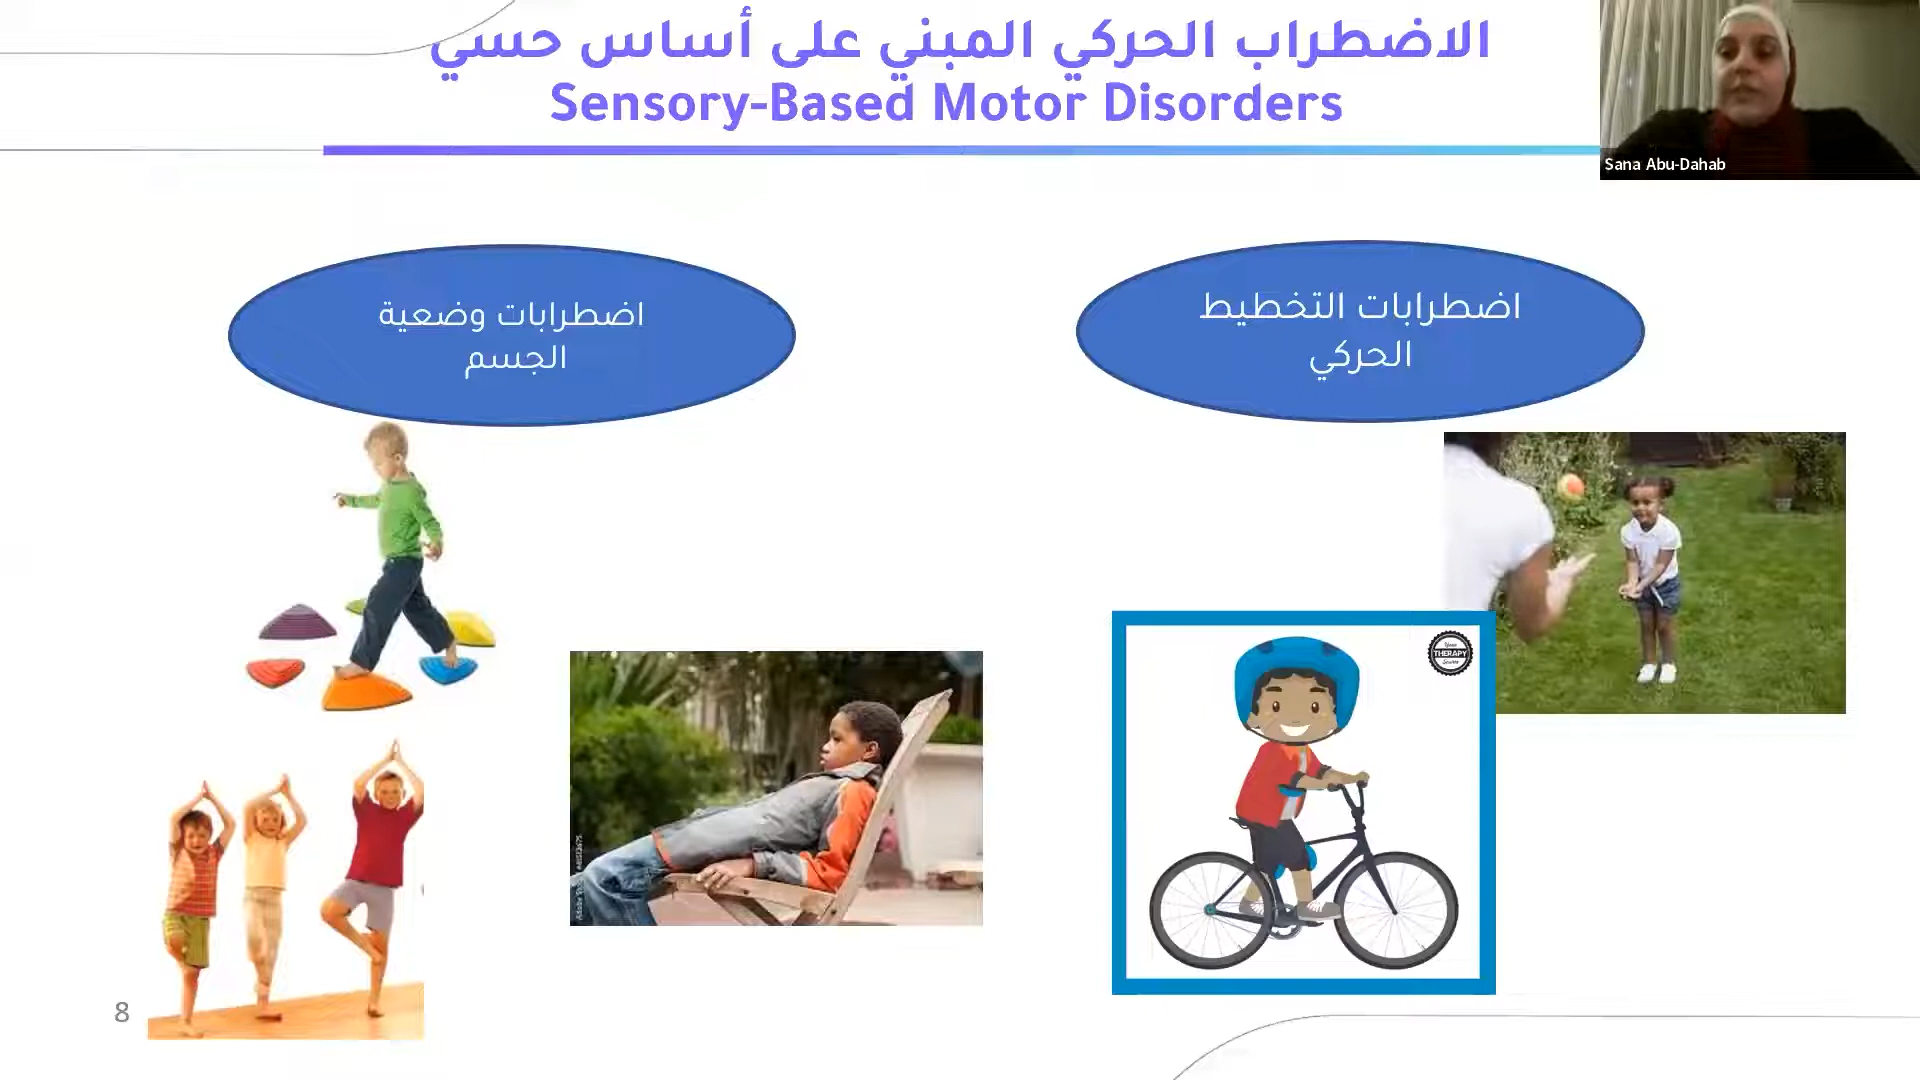 الاضطراب الحركي المبني على أساس حسي
Sensory-Based Motor Disorders
Sana Abu-Dahab
اضطرابات التخطيط
الحركي
اضطرابات وضعية
الجسم
THERAPY
8